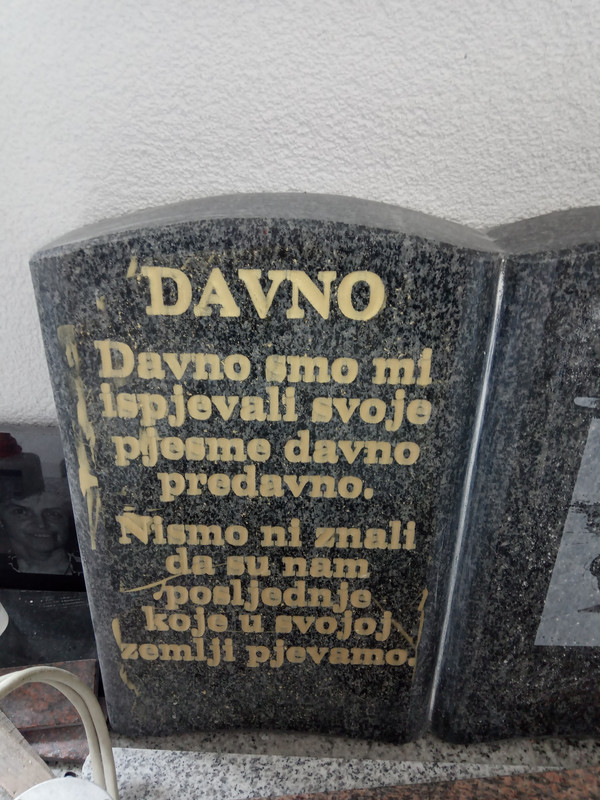 DAVNO
Davno smo mi
ispjevali svoje
pjesme davno
predavno.
Nismo ni znali
da su nam
posljednje
koje u svojoj
zemlji pjevamo.